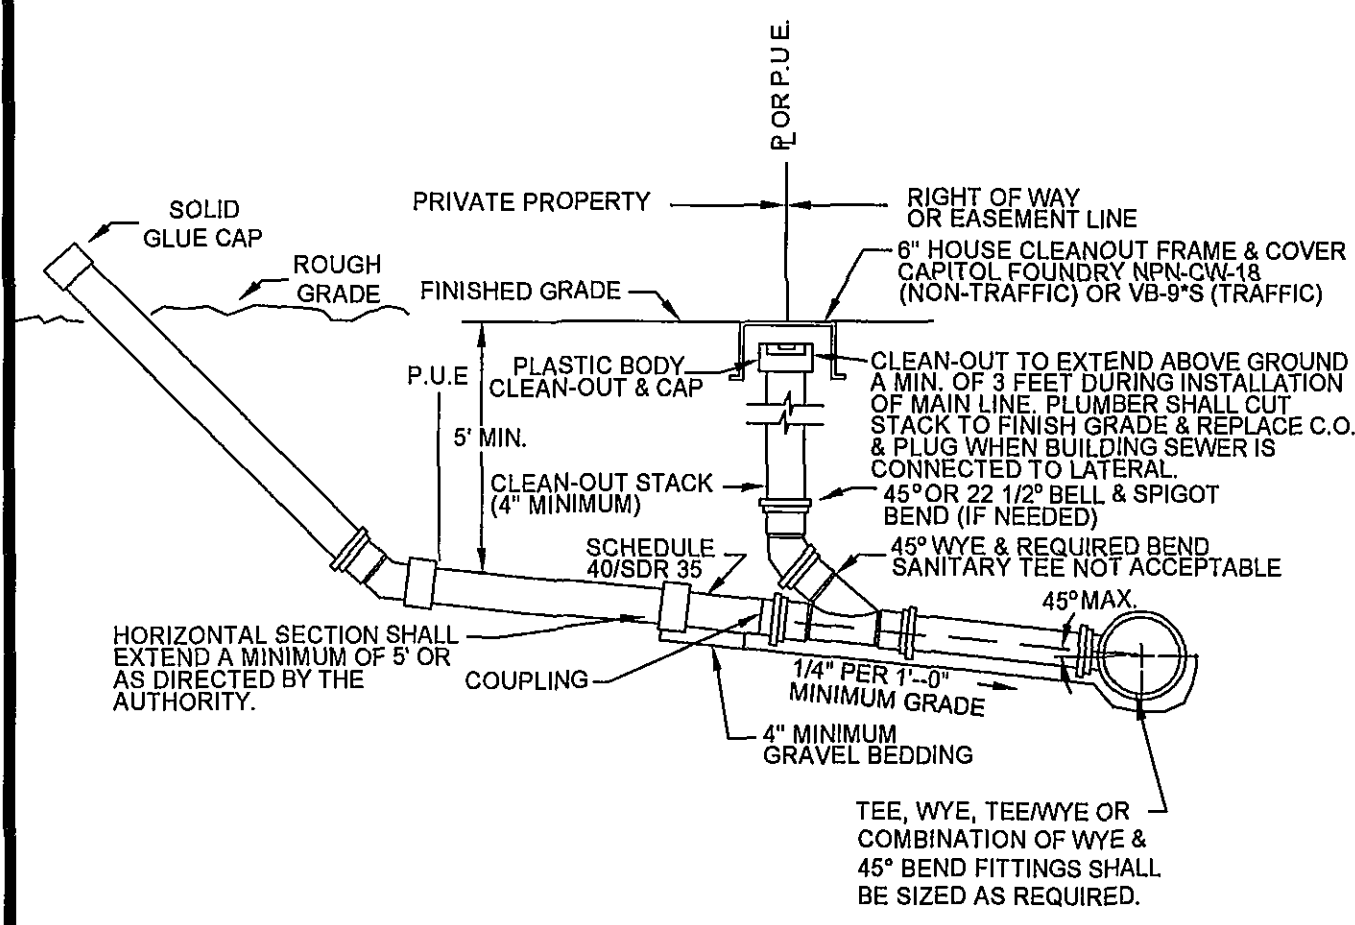 P OR P.U.E.
L
PRIVATE PROPERTY
RIGHT OF WAY
OR EASEMENT LINE
SOLID
GLUE CAP
ROUGH
GRADE
FINISHED GRADE
6" HOUSE CLEANOUT FRAME & COVER
CAPITOL FOUNDRY NPN-CW-18
(NON-TRAFFIC) OR VB-9*S (TRAFFIC)
P.U.E
5' MIN.
PLASTIC BODY
CLEAN-OUT & CAP
CLEAN-OUT TO EXTEND ABOVE GROUND
A MIN. OF 3 FEET DURING INSTALLATION
OF MAIN LINE. PLUMBER SHALL CUT
STACK TO FINISH GRADE & REPLACE C.O.
& PLUG WHEN BUILDING SEWER IS
CONNECTED TO LATERAL.
CLEAN-OUT STACK
(4" MINIMUM)
45° OR 22 1/2° BELL & SPIGOT
BEND (IF NEEDED)
SCHEDULE
40/SDR 35
45° WYE & REQUIRED BEND
SANITARY TEE NOT ACCEPTABLE
45° MAX.
HORIZONTAL SECTION SHALL
EXTEND A MINIMUM OF 5' OR
AS DIRECTED BY THE
AUTHORITY.
COUPLING
1/4" PER 1'--0"
MINIMUM GRADE
4" MINIMUM
GRAVEL BEDDING
TEE, WYE, TEE/WYE OR
COMBINATION OF WYE &
45° BEND FITTINGS SHALL
BE SIZED AS REQUIRED.